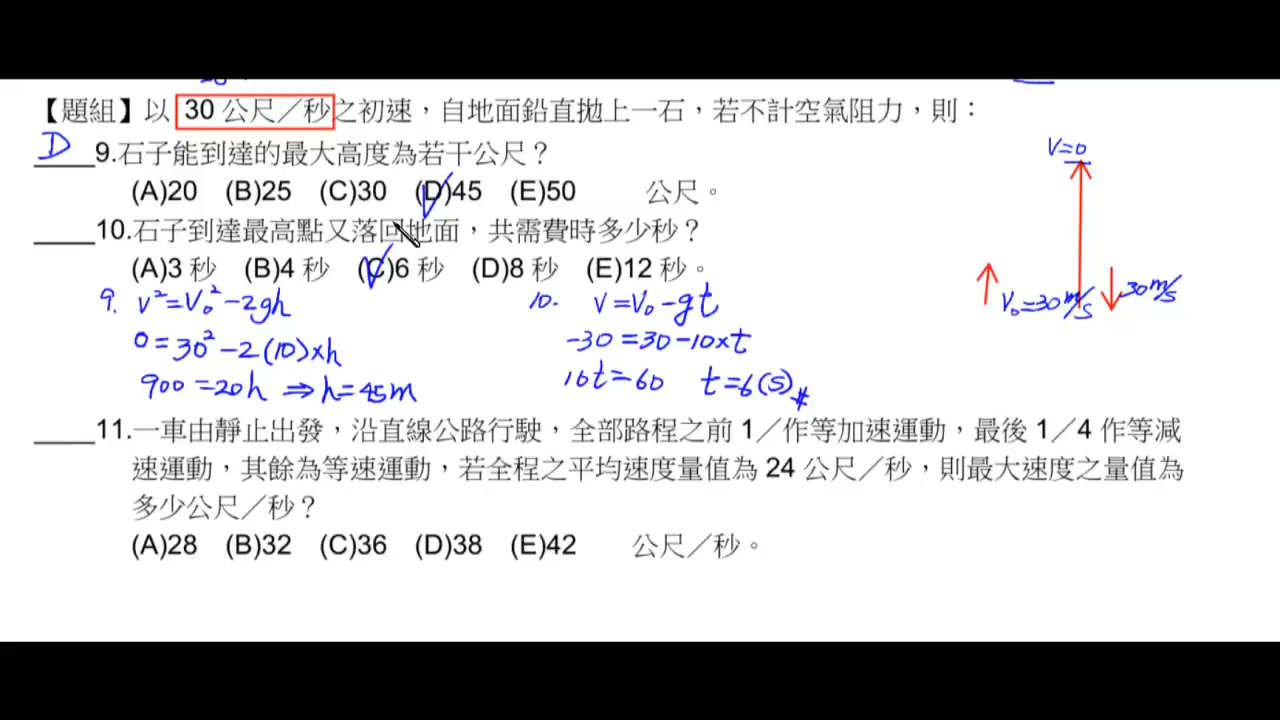 【題組】以 30 公尺／秒之初速，自地面鉛直拋上一石，若不計空氣阻力，則：
D 9.石子能到達的最大高度為若干公尺？
(A)20 (B)25 (C)30 (D)45 (E)50 公尺。
10.石子到達最高點又落回地面，共需費時多少秒？
(A)3 秒 (B)4 秒 (C)6 秒 (D)8 秒 (E)12 秒。
9. v²=V₀²-2gh
0=30²-2(10)×h
900=20h ⇒h=45m
10. v=V₀-gt
-30=30-10×t
10t=60 t=6(s)#
V=0
V₀=30m/s
30m/s
11.一車由靜止出發，沿直線公路行駛，全部路程之前 1／作等加速運動，最後 1／4 作等減
速運動，其餘為等速運動，若全程之平均速度量值為 24 公尺／秒，則最大速度之量值為
多少公尺／秒？
(A)28 (B)32 (C)36 (D)38 (E)42 公尺／秒。